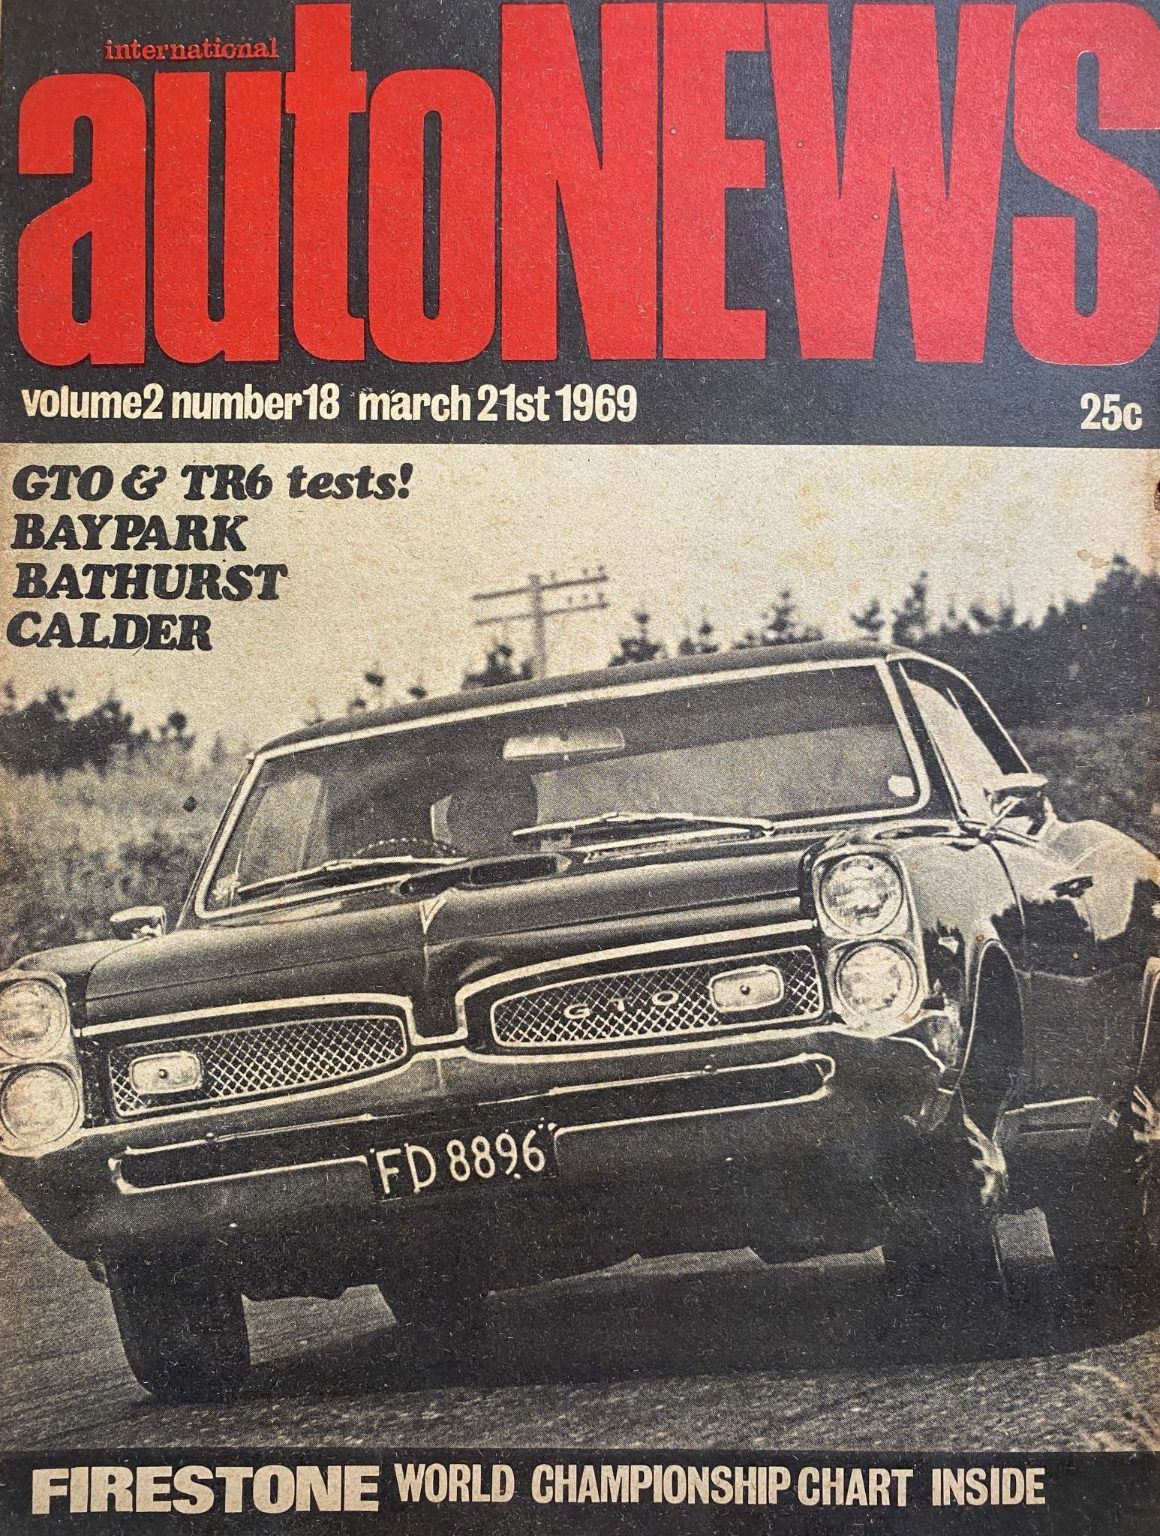 international
autoNEWS
volume2 number18 march 21st 1969
25c
GTO & TR6 tests!
BAYPARK
BATHURST
CALDER
GTO
FD 8896
FIRESTONE WORLD CHAMPIONSHIP CHART INSIDE